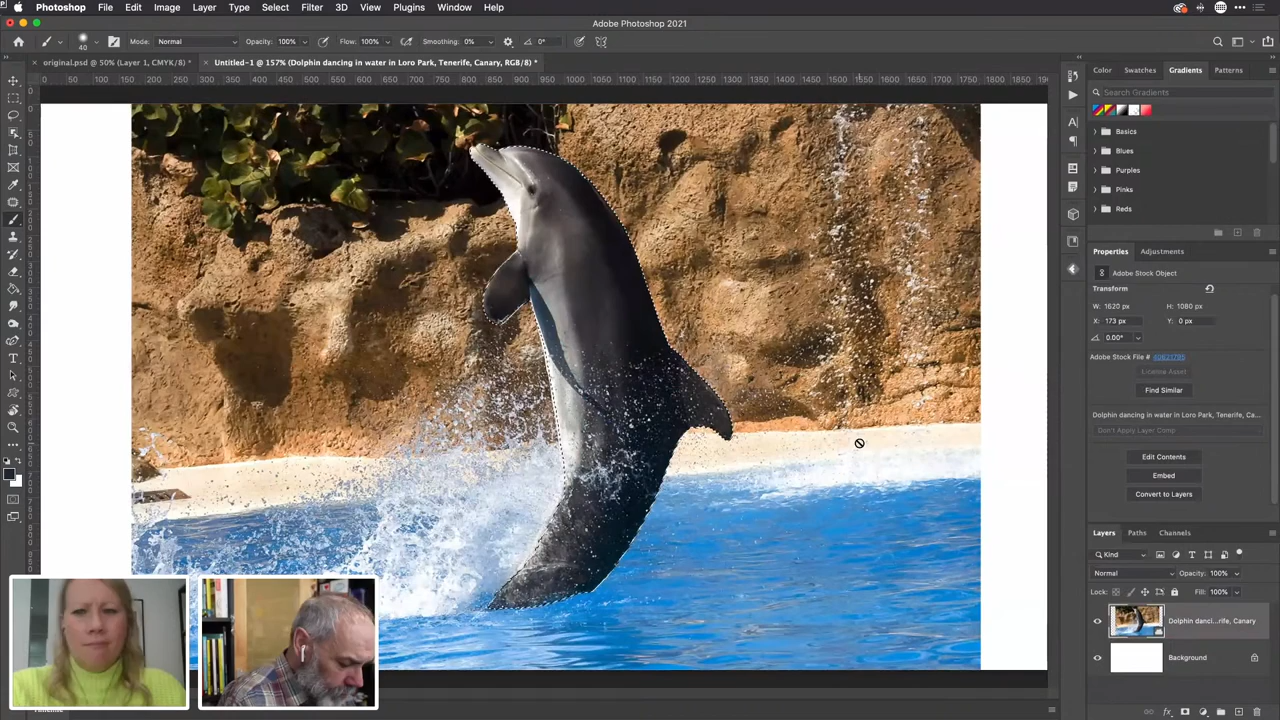 Photoshop File Edit Image Layer Type Select Filter 3D View Plugins Window Help
Adobe Photoshop 2021
40 Mode: Normal Opacity: 100% Flow: 100% Smoothing: 0% 0°
original.psd @ 50% (Layer 1, CMYK/8) * Untitled-1 @ 157% (Dolphin dancing in water in Loro Park, Tenerife, Canary, RGB/8) *
Color Swatches Gradients Patterns
Search Gradients
Basics
Blues
Purples
Pinks
Reds
Properties Adjustments
Adobe Stock Object
Transform
W: 1620 px H: 1080 px
X: 173 px Y: 0 px
0.00°
Adobe Stock File # 40621795
License Asset
Find Similar
Dolphin dancing in water in Loro Park, Tenerife, Ca...
Don't Apply Layer Comp
Edit Contents
Embed
Convert to Layers
Layers Paths Channels
Kind
Normal Opacity: 100%
Lock: Fill: 100%
Dolphin danci...rife, Canary
Background